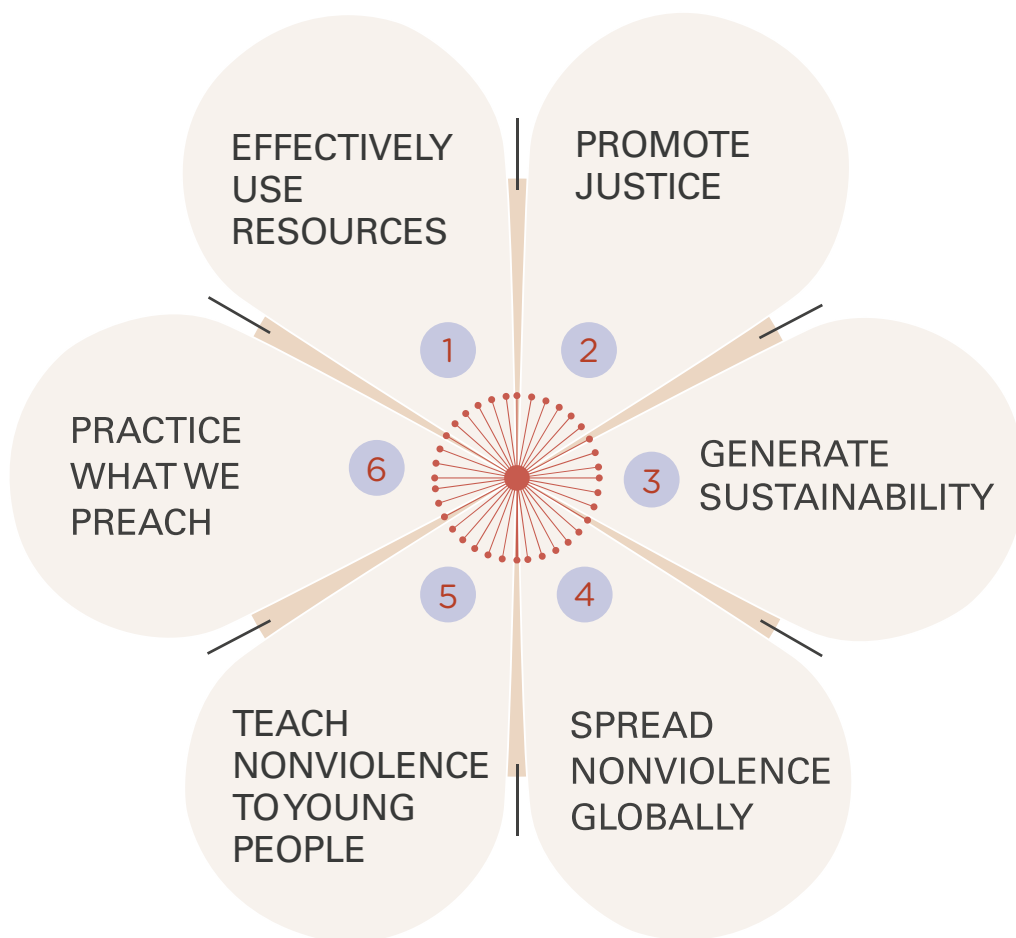 EFFECTIVELY
USE
RESOURCES
1
PROMOTE
JUSTICE
2
GENERATE
SUSTAINABILITY
3
SPREAD
NONVIOLENCE
GLOBALLY
4
TEACH
NONVIOLENCE
TO YOUNG
PEOPLE
5
PRACTICE
WHAT WE
PREACH
6